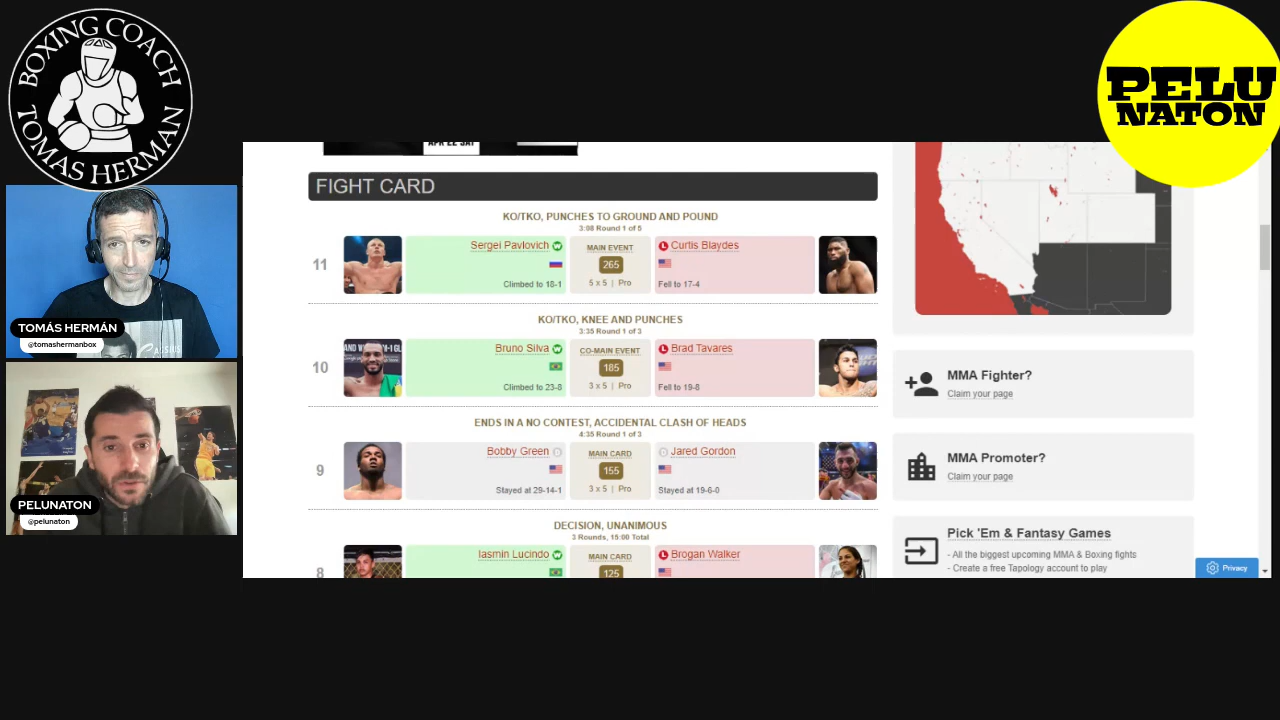 BOXING COACH
TOMAS HERMAN
PELU
NATON
TOMÁS HERMÁN
@tomashermanbox
PELUNATON
@pelunaton
APR 22 SAT
FIGHT CARD
KO/TKO, PUNCHES TO GROUND AND POUND
3:08 Round 1 of 5
11
Sergei Pavlovich W
Climbed to 18-1
MAIN EVENT
265
5 x 5 | Pro
L Curtis Blaydes
Fell to 17-4
KO/TKO, KNEE AND PUNCHES
3:35 Round 1 of 3
10
Bruno Silva W
Climbed to 23-8
CO-MAIN EVENT
185
3 x 5 | Pro
L Brad Tavares
Fell to 19-8
ENDS IN A NO CONTEST, ACCIDENTAL CLASH OF HEADS
4:35 Round 1 of 3
9
Bobby Green D
Stayed at 29-14-1
MAIN CARD
155
3 x 5 | Pro
D Jared Gordon
Stayed at 19-6-0
DECISION, UNANIMOUS
3 Rounds, 15:00 Total
8
Iasmin Lucindo W
MAIN CARD
125
L Brogan Walker
MMA Fighter?
Claim your page
MMA Promoter?
Claim your page
Pick 'Em & Fantasy Games
- All the biggest upcoming MMA & Boxing fights
- Create a free Tapology account to play
Privacy